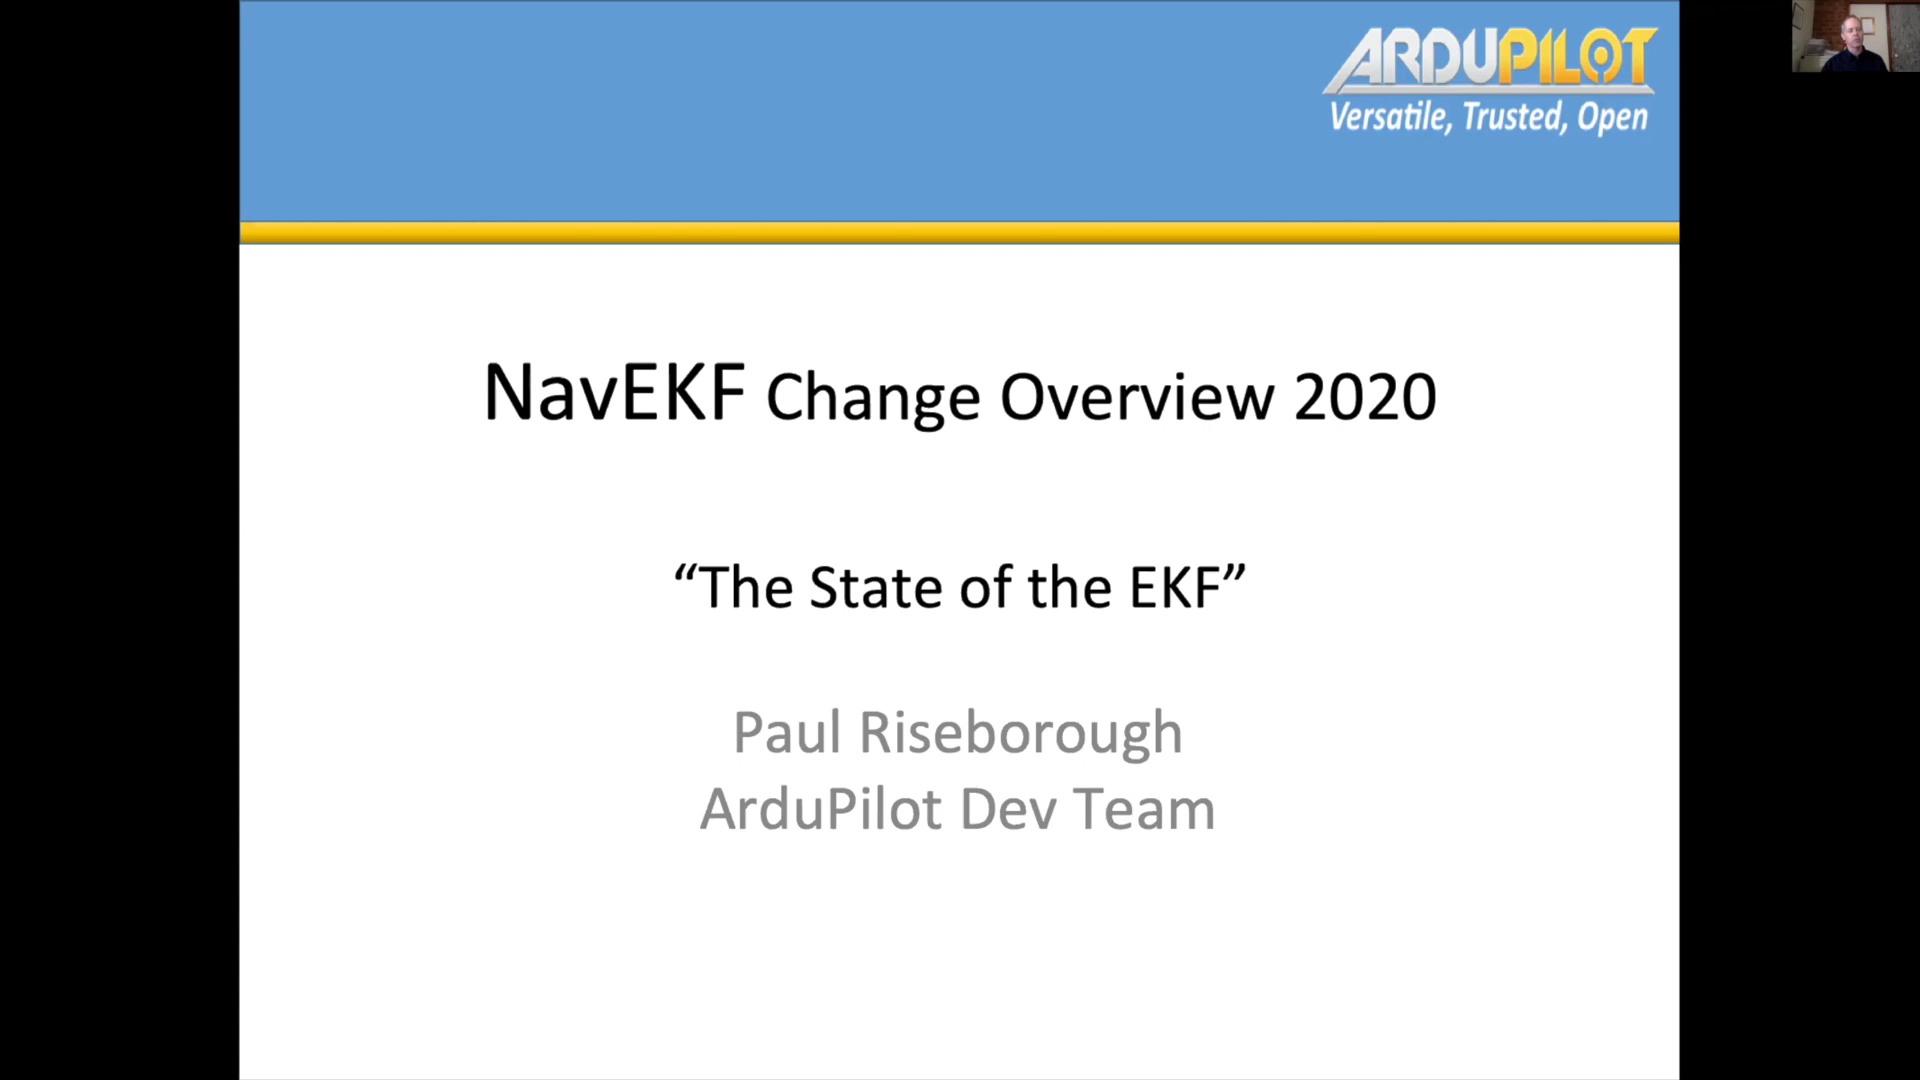 ARDUPILOT
Versatile, Trusted, Open
NavEKF Change Overview 2020
“The State of the EKF”
Paul Riseborough
ArduPilot Dev Team